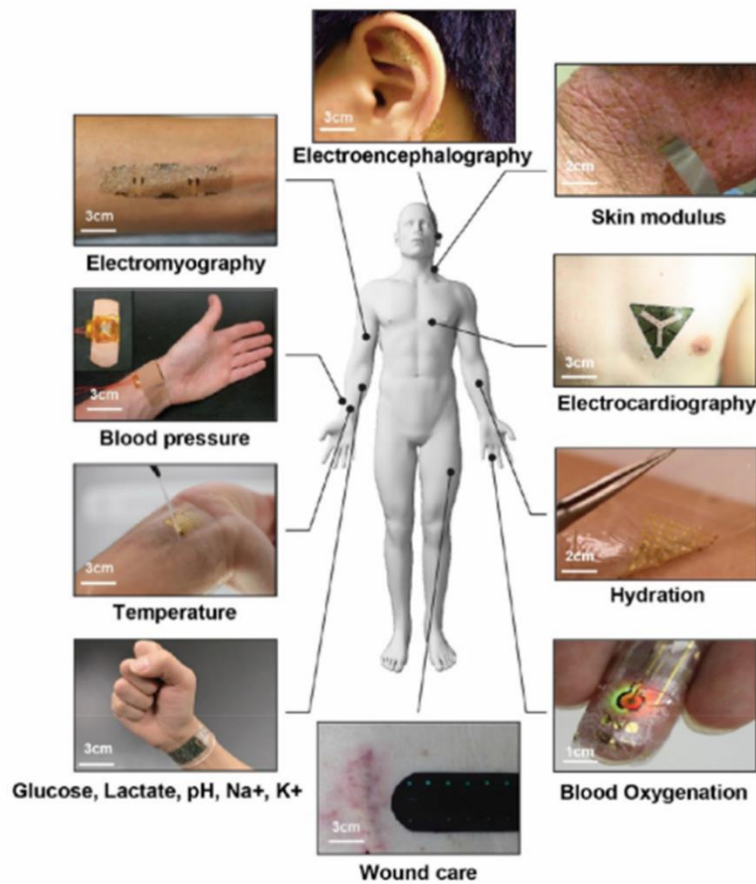 3cm
Electroencephalography
3cm
Electromyography
2cm
Skin modulus
3cm
Blood pressure
3cm
Electrocardiography
3cm
Temperature
2cm
Hydration
3cm
Glucose, Lactate, pH, Na+, K+
1cm
Blood Oxygenation
3cm
Wound care